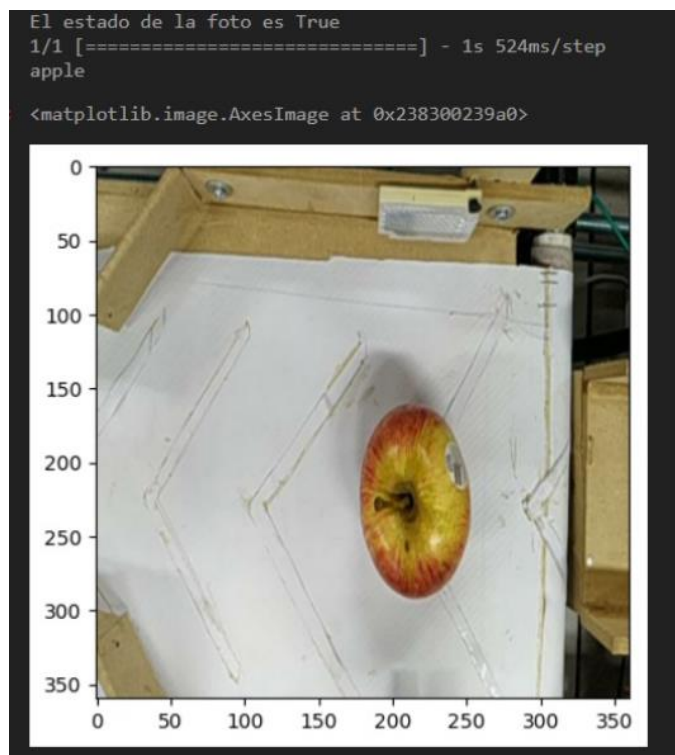 El estado de la foto es True
1/1 [==============================] - 1s 524ms/step
apple
<matplotlib.image.AxesImage at 0x238300239a0>
0
50
100
150
200
250
300
350
0 50 100 150 200 250 300 350